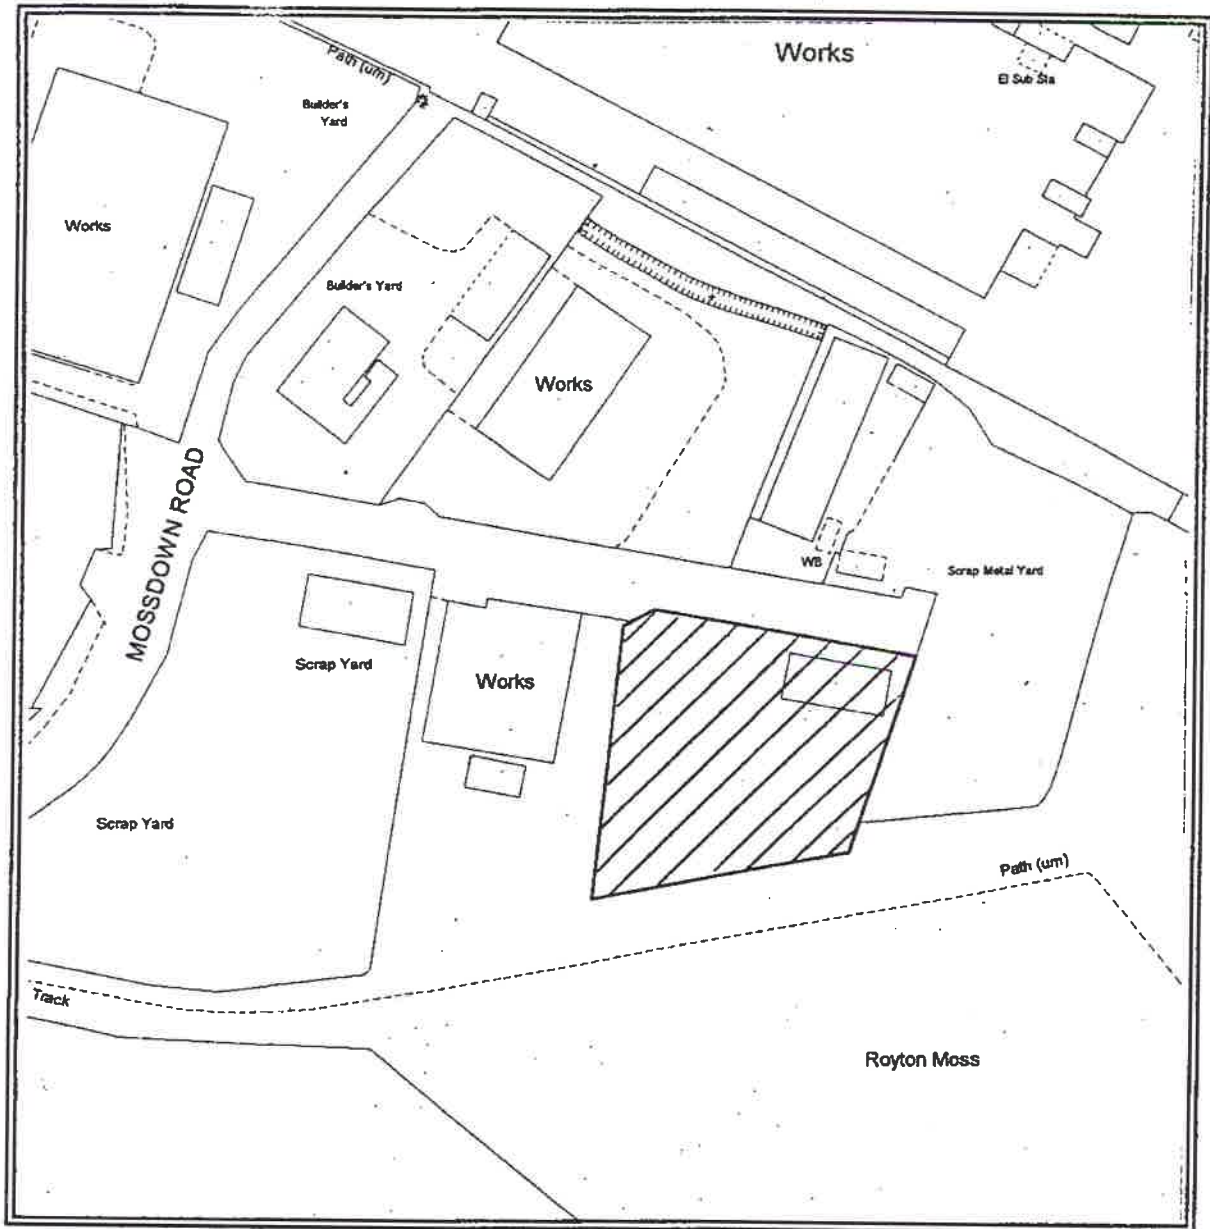 Works
Path (um)
El Sub Sta
Builder's
Yard
Works
Builder's Yard
Works
MOSSDOWN ROAD
WB
Scrap Metal Yard
Scrap Yard
Works
Scrap Yard
Path (um)
Track
Royton Moss